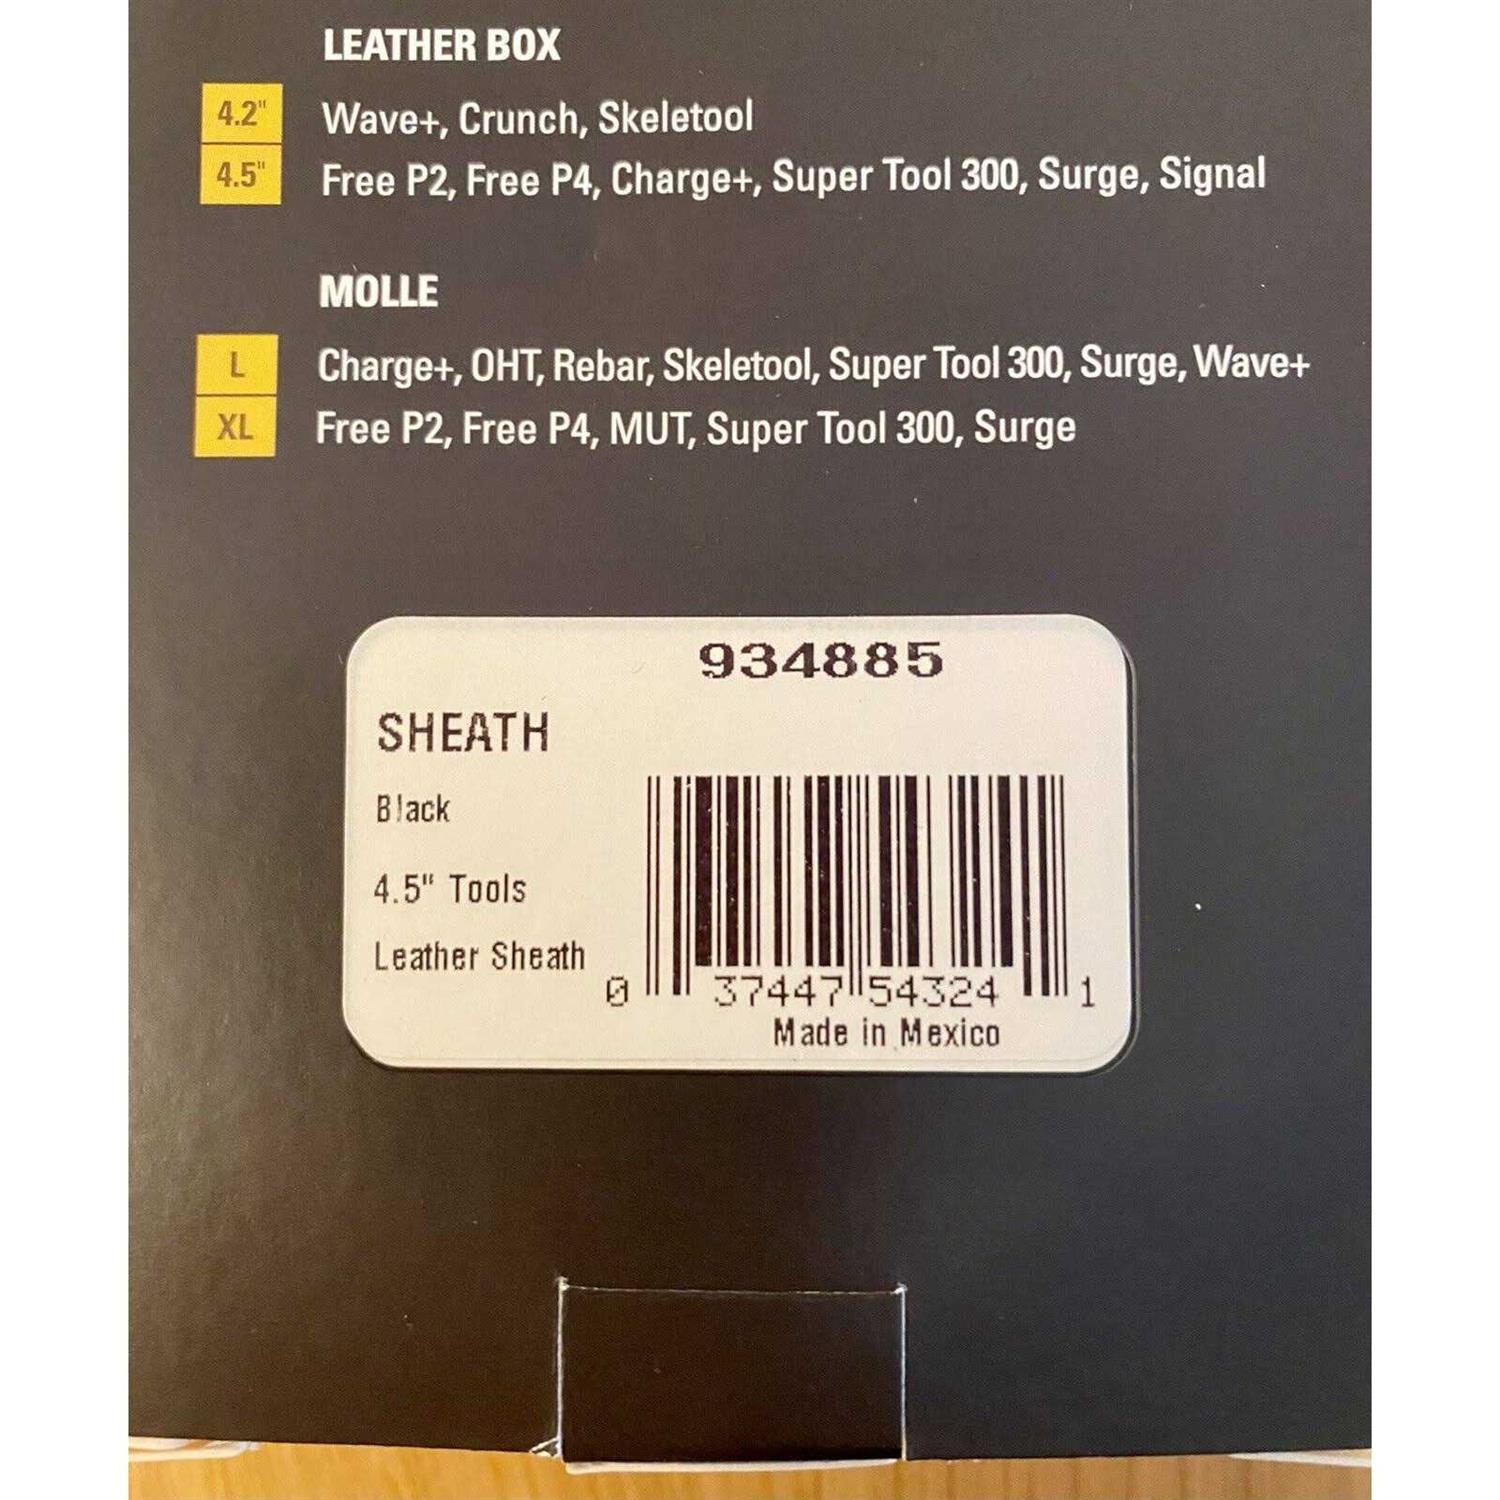 LEATHER BOX
4.2" Wave+, Crunch, Skeletool
4.5" Free P2, Free P4, Charge+, Super Tool 300, Surge, Signal
MOLLE
L Charge+, OHT, Rebar, Skeletool, Super Tool 300, Surge, Wave+
XL Free P2, Free P4, MUT, Super Tool 300, Surge
934885
SHEATH
Black
4.5" Tools
Leather Sheath
0 37447 54324 1
Made in Mexico